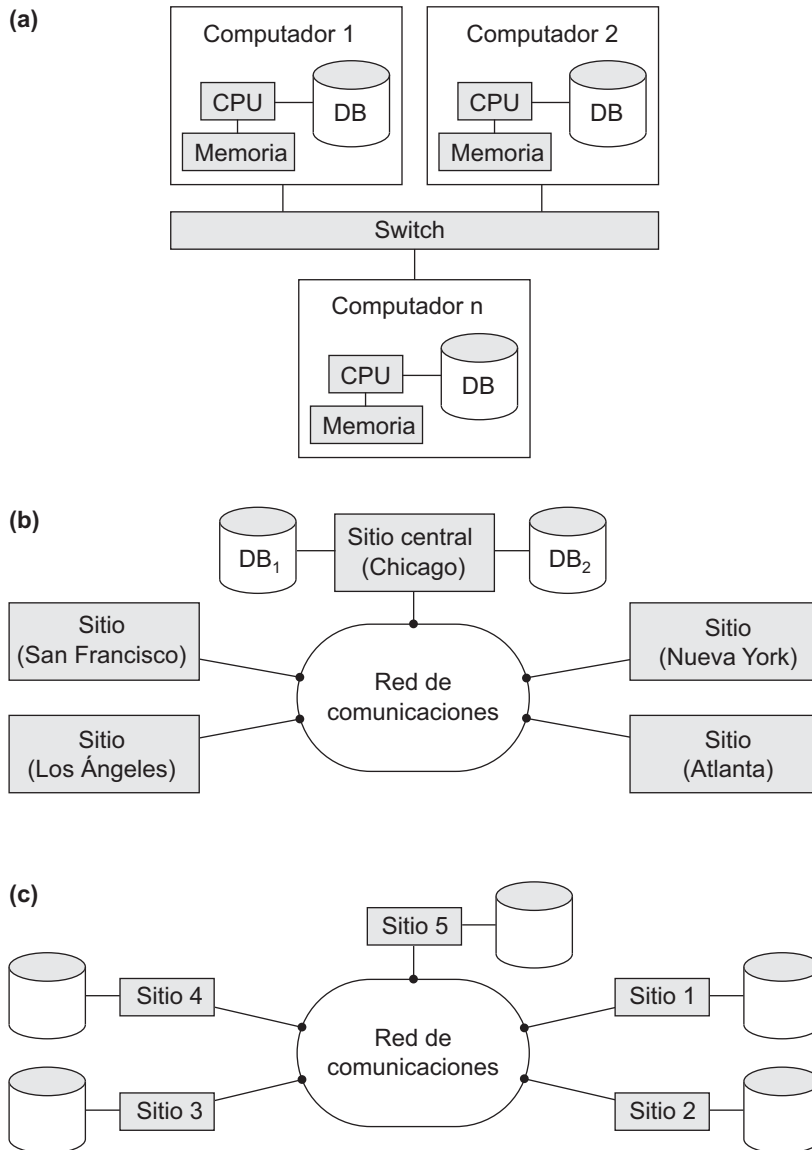 (a)
Computador 1
CPU
DB
Memoria
Computador 2
CPU
DB
Memoria
Switch
Computador n
CPU
DB
Memoria
(b)
DB₁
Sitio central
(Chicago)
DB₂
Sitio
(San Francisco)
Sitio
(Nueva York)
Red de
comunicaciones
Sitio
(Los Ángeles)
Sitio
(Atlanta)
(c)
Sitio 5
Sitio 4
Sitio 1
Red de
comunicaciones
Sitio 3
Sitio 2